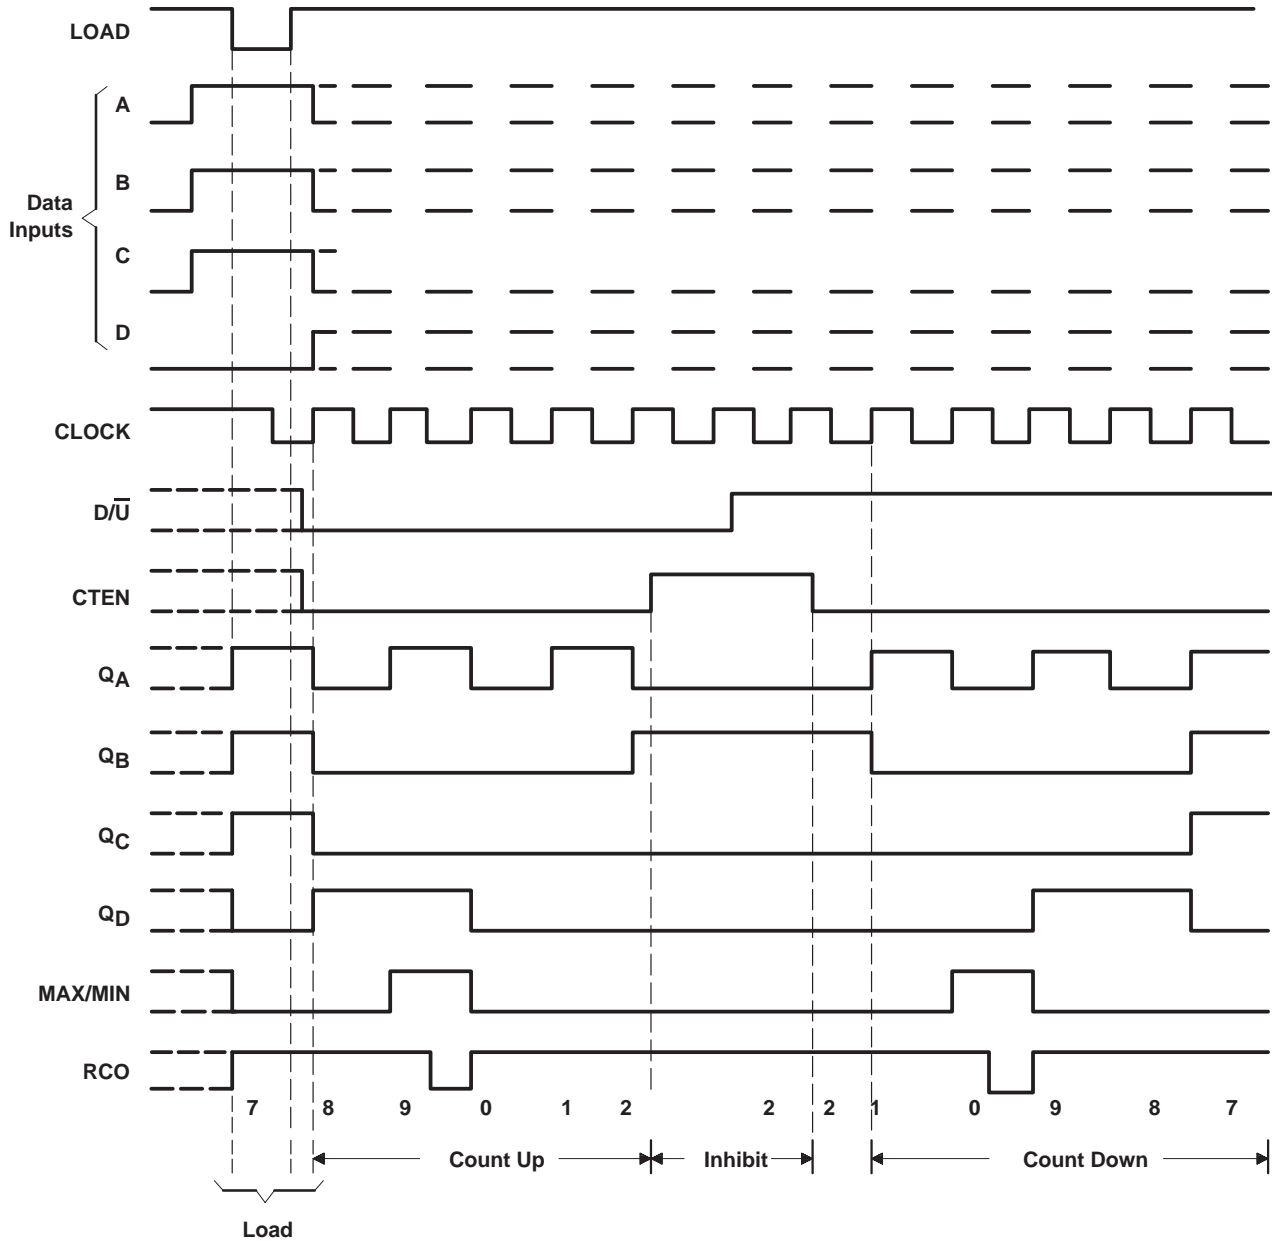 LOAD
A
B
Data
Inputs
C
D
CLOCK
D/U̅
CTEN
QA
QB
QC
QD
MAX/MIN
RCO
7 8 9 0 1 2 2 2 1 0 9 8 7
Count Up Inhibit Count Down
Load